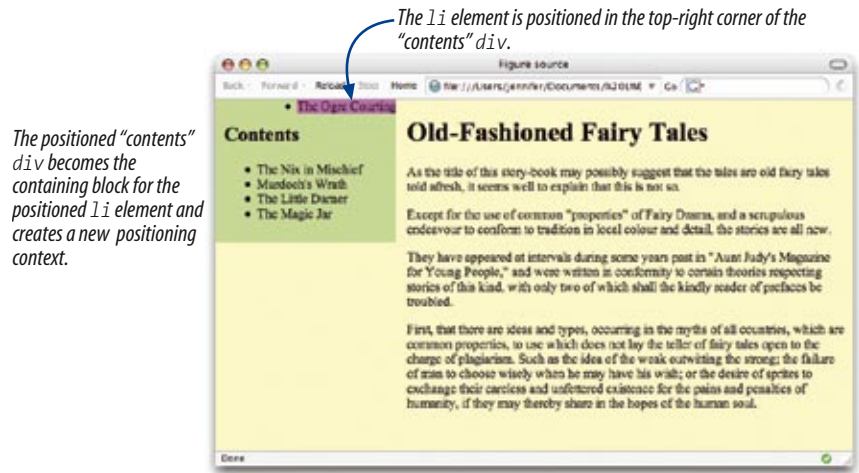 The li element is positioned in the top-right corner of the
“contents” div.
Figure source
Back Forward Reload Stop Home file:///Users/jennifer/Documents/ Go
The Ogre Courting
The positioned “contents”
div becomes the
containing block for the
positioned li element and
creates a new positioning
context.
Contents
• The Nix in Mischief
• Murdoch's Wrath
• The Little Darner
• The Magic Jar
Old-Fashioned Fairy Tales
As the title of this story-book may possibly suggest that the tales are old fairy tales
told afresh, it seems well to explain that this is not so.
Except for the use of common "properties" of Fairy Drama, and a scrupulous
endeavour to conform to tradition in local colour and detail, the stories are all new.
They have appeared at intervals during some years past in "Aunt Judy's Magazine
for Young People," and were written in conformity to certain theories respecting
stories of this kind, with only two of which shall the kindly reader of prefaces be
troubled.
First, that there are ideas and types, occurring in the myths of all countries, which are
common properties, to use which does not lay the teller of fairy tales open to the
charge of plagiarism. Such as the idea of the weak outwitting the strong; the failure
of man to choose wisely when he may have his wish; or the desire of sprites to
exchange their careless and unfettered existence for the pains and penalties of
humanity, if they may thereby share in the hopes of the human soul.
Done